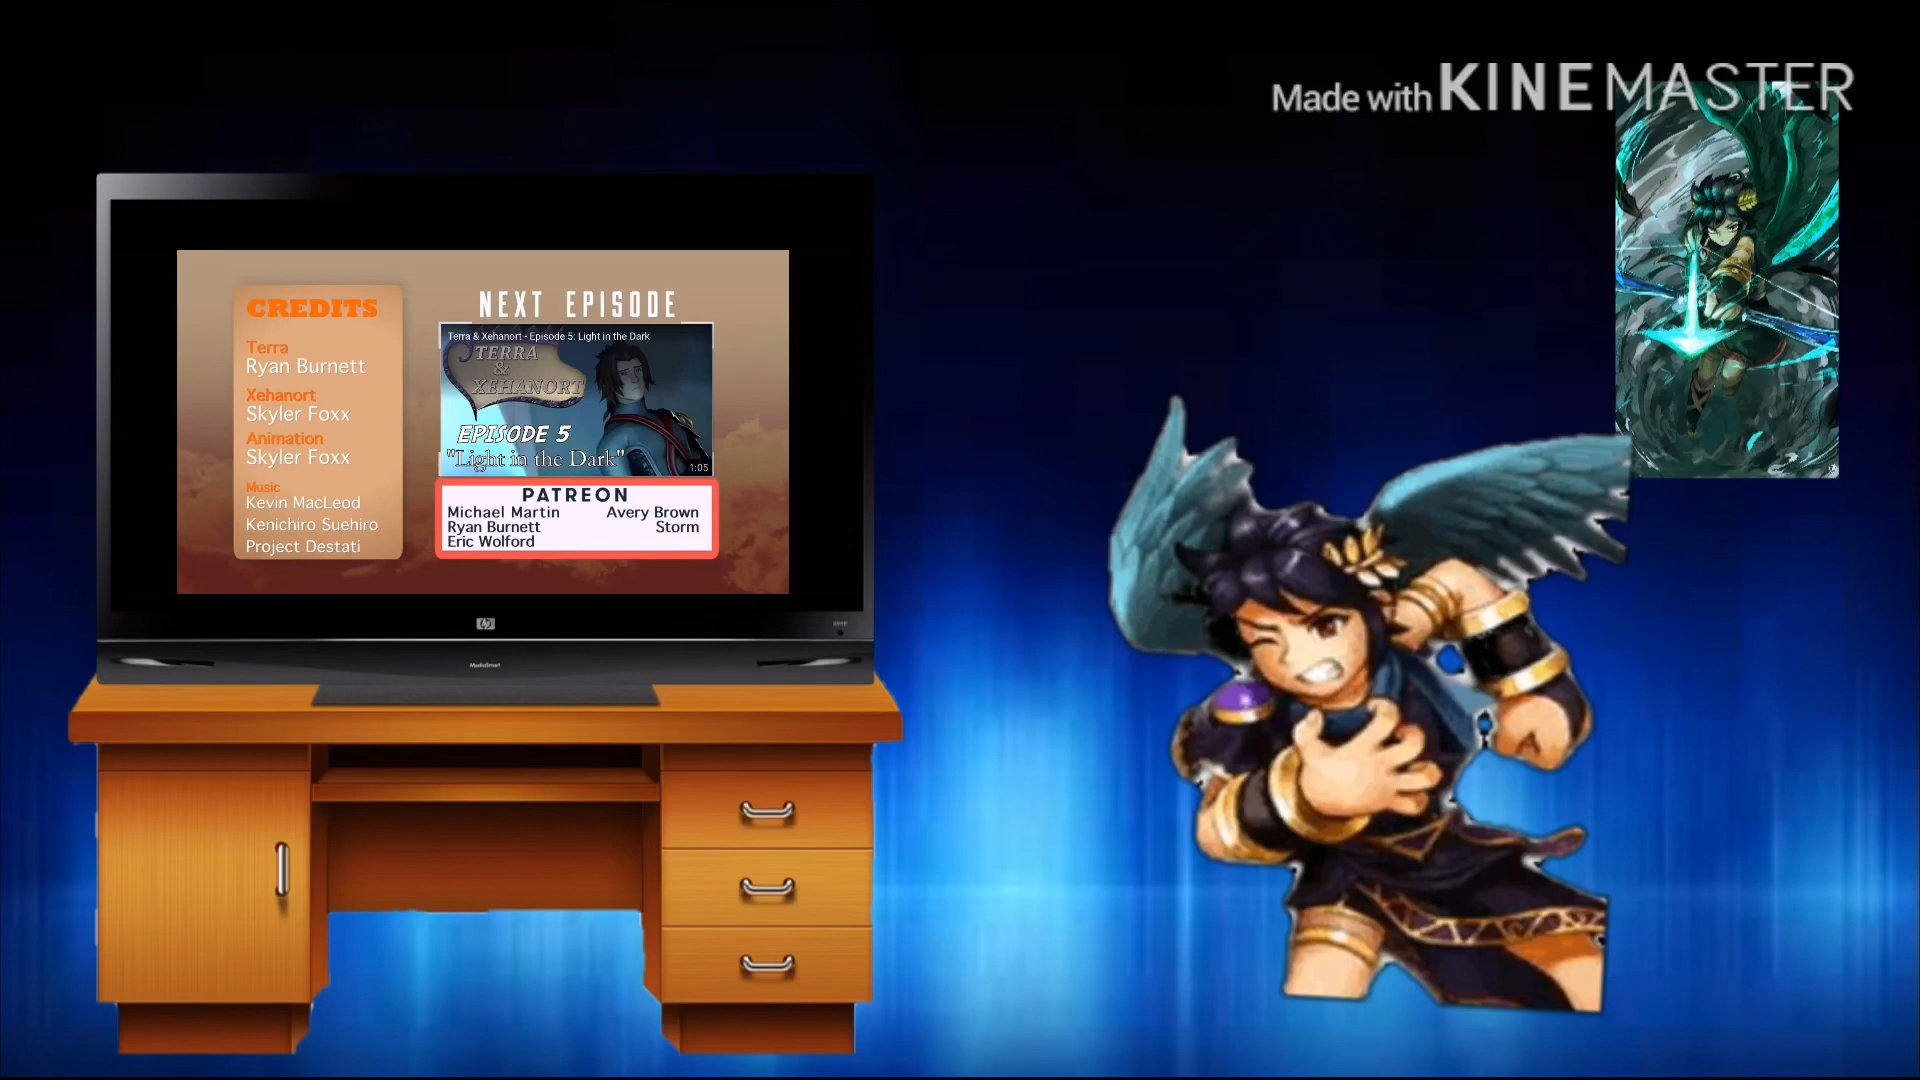 Made with KINEMASTER
CREDITS
Terra
Ryan Burnett
Xehanort
Skyler Foxx
Animation
Skyler Foxx
Music
Kevin MacLeod
Kenichiro Suehiro
Project Destati
NEXT EPISODE
Terra & Xehanort - Episode 5: Light in the Dark
TERRA
&
XEHANORT
EPISODE 5
"Light in the Dark"
1:05
PATREON
Michael Martin Avery Brown
Ryan Burnett Storm
Eric Wolford
hp
MediaSmart